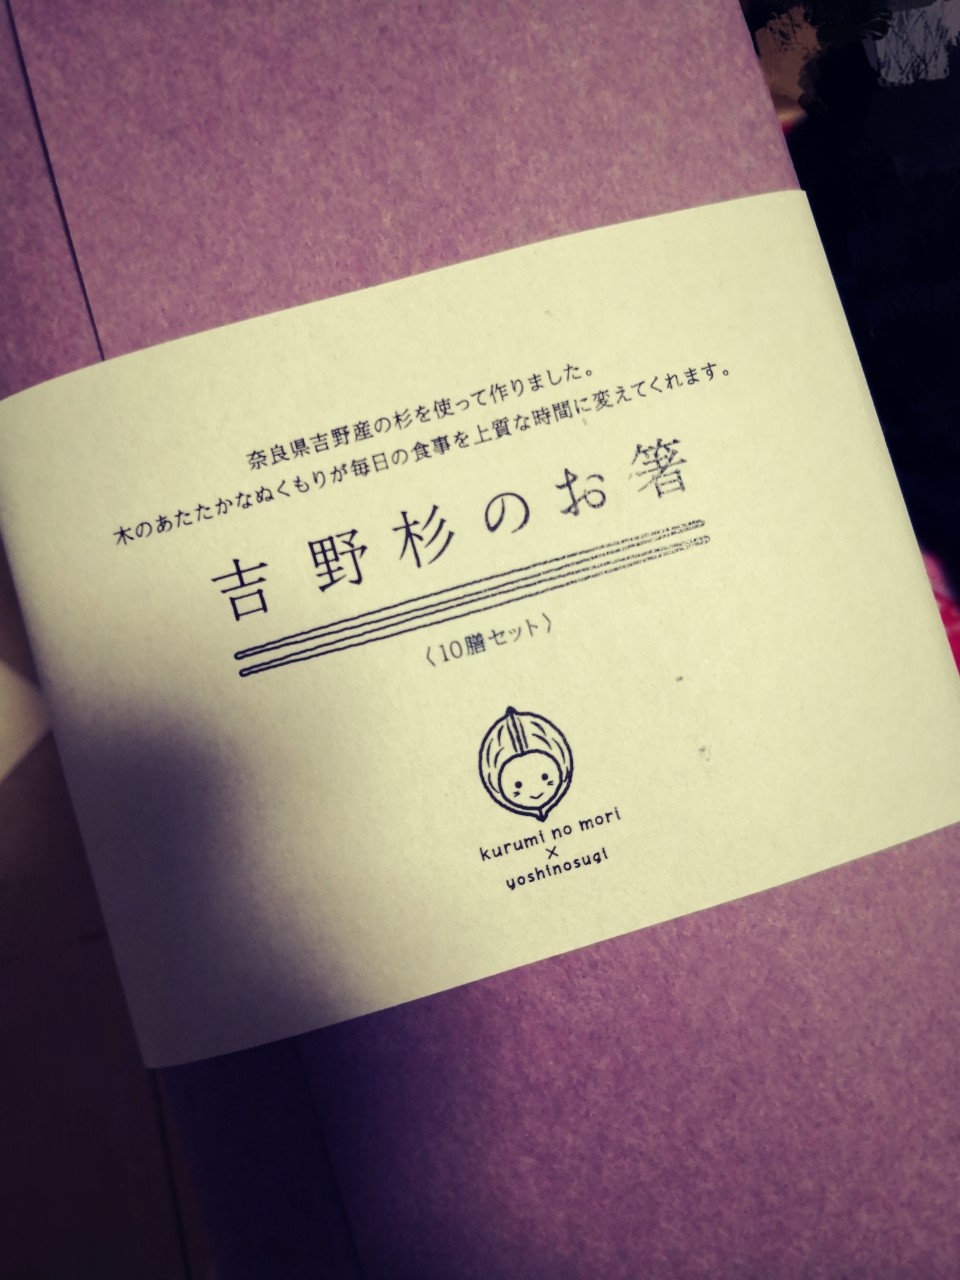 奈良県吉野産の杉を使って作りました。
木のあたたかなぬくもりが毎日の食事を上質な時間に変えてくれます。
吉野杉のお箸
〈10膳セット〉
kurumi no mori
×
yoshinosugi